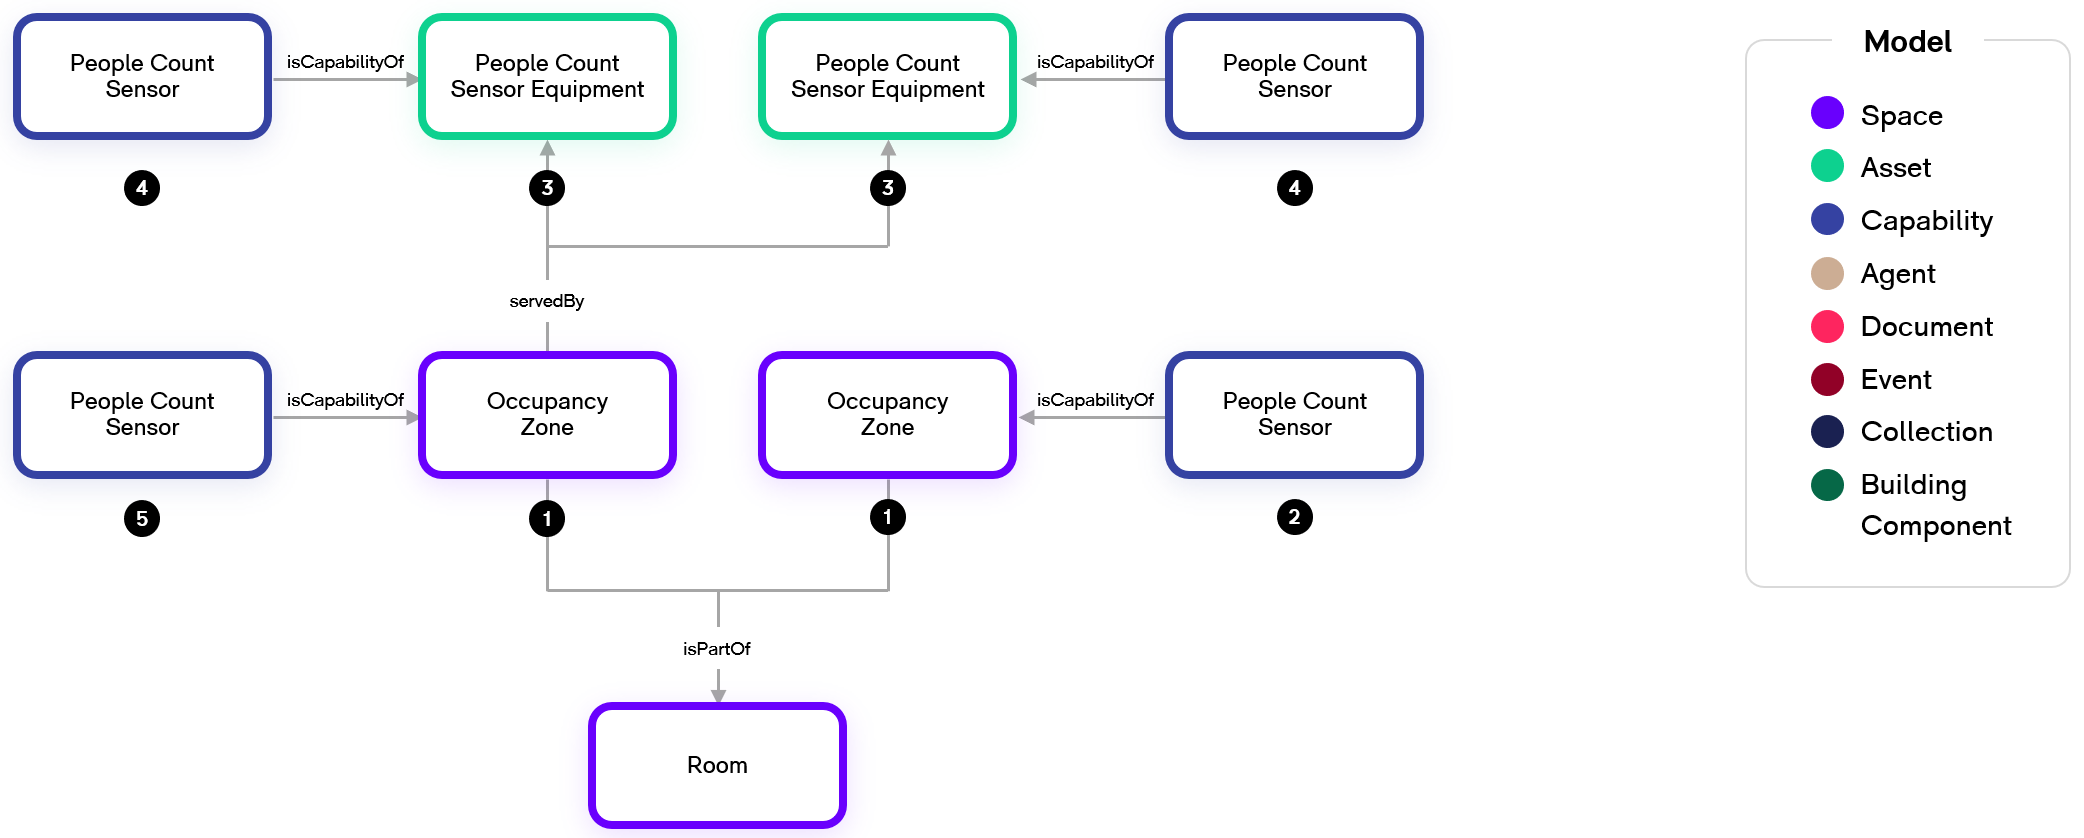 People Count
Sensor
isCapabilityOf
People Count
Sensor Equipment
People Count
Sensor Equipment
isCapabilityOf
People Count
Sensor
4
3
3
4
servedBy
People Count
Sensor
isCapabilityOf
Occupancy
Zone
Occupancy
Zone
isCapabilityOf
People Count
Sensor
5
1
1
2
isPartOf
Room
Model
Space
Asset
Capability
Agent
Document
Event
Collection
Building
Component